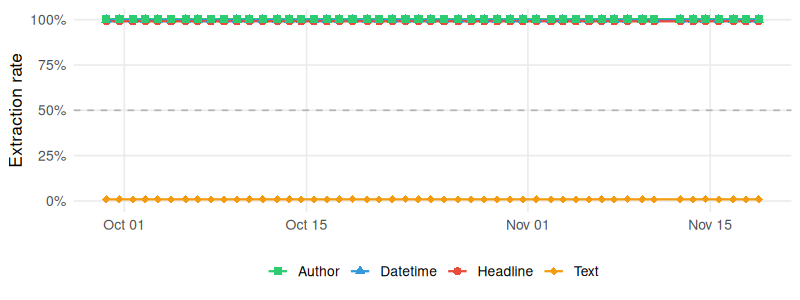 Extraction rate
100%
75%
50%
25%
0%
Oct 01 Oct 15 Nov 01 Nov 15
Author Datetime Headline Text